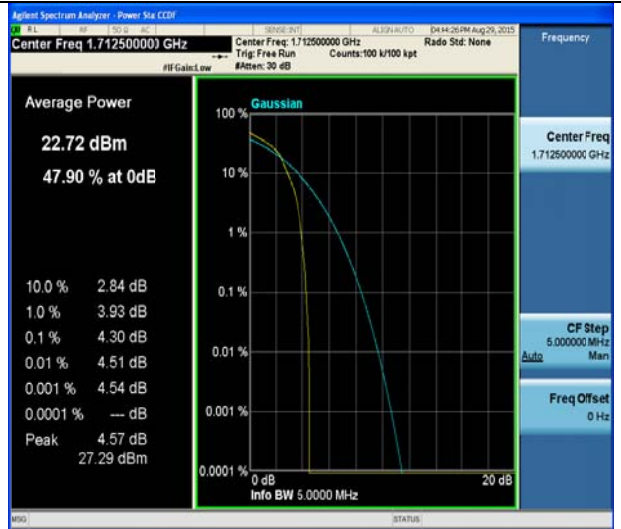 Agilent Spectrum Analyzer - Power Stat CCDF
RL RF 50 Ω AC SENSE:INT ALIGN AUTO 04:14:26 PM Aug 29, 2015
Center Freq 1.712500000 GHz
Center Freq: 1.712500000 GHz Rado Std: None
Trig: Free Run Counts:100 k/100 kpt
#IFGain:Low #Atten: 30 dB
Frequency
Average Power
22.72 dBm
47.90 % at 0dB
10.0 % 2.84 dB
1.0 % 3.93 dB
0.1 % 4.30 dB
0.01 % 4.51 dB
0.001 % 4.54 dB
0.0001 % --- dB
Peak 4.57 dB
27.29 dBm
Gaussian
100 %
10 %
1 %
0.1 %
0.01 %
0.001 %
0.0001 %
0 dB 20 dB
Info BW 5.0000 MHz
Center Freq
1.712500000 GHz
CF Step
5.000000 MHz
Auto Man
Freq Offset
0 Hz
MSG STATUS